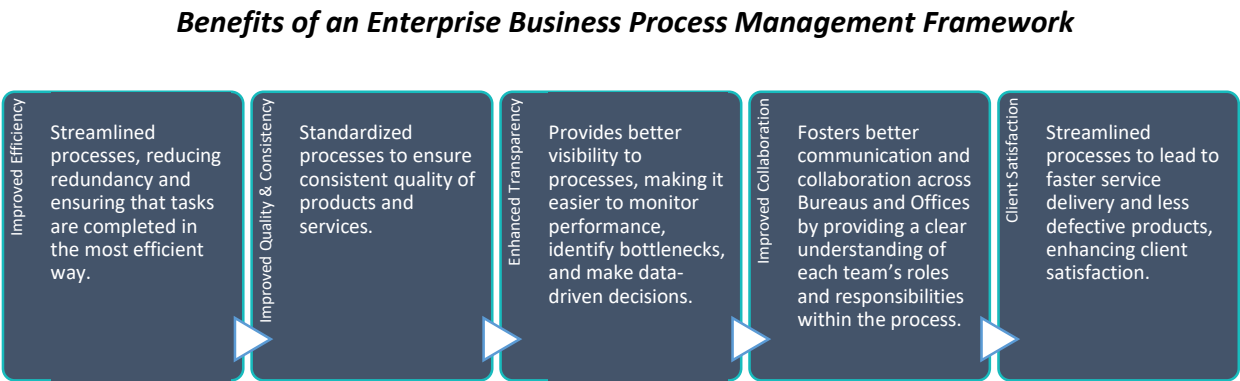 Benefits of an Enterprise Business Process Management Framework
Improved Efficiency
Streamlined
processes, reducing
redundancy and
ensuring that tasks
are completed in
the most efficient
way.
Improved Quality & Consistency
Standardized
processes to ensure
consistent quality of
products and
services.
Enhanced Transparency
Provides better
visibility to
processes, making it
easier to monitor
performance,
identify bottlenecks,
and make data-
driven decisions.
Improved Collaboration
Fosters better
communication and
collaboration across
Bureaus and Offices
by providing a clear
understanding of
each team’s roles
and responsibilities
within the process.
Client Satisfaction
Streamlined
processes to lead to
faster service
delivery and less
defective products,
enhancing client
satisfaction.